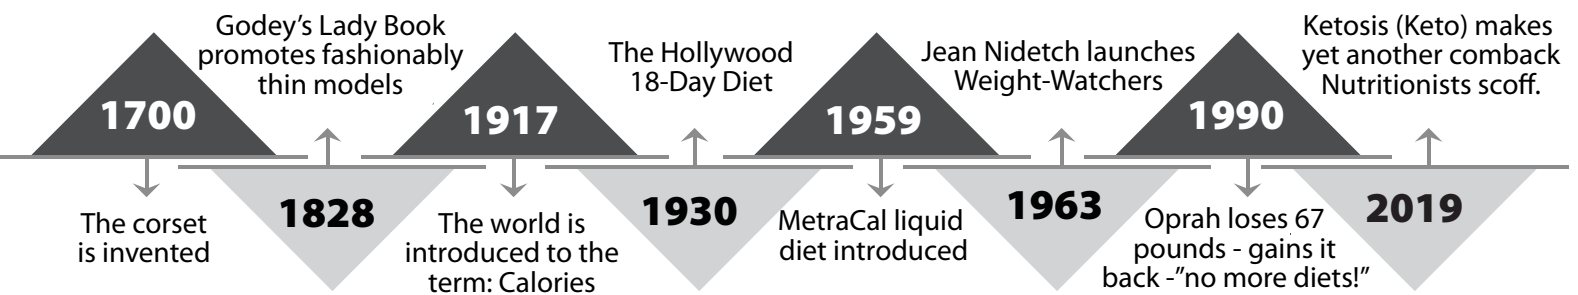 1700
The corset
is invented
Godey's Lady Book
promotes fashionably
thin models
1828
1917
The world is
introduced to the
term: Calories
The Hollywood
18-Day Diet
1930
1959
MetraCal liquid
diet introduced
Jean Nidetch launches
Weight-Watchers
1963
1990
Oprah loses 67
pounds - gains it
back -"no more diets!"
Ketosis (Keto) makes
yet another comback
Nutritionists scoff.
2019